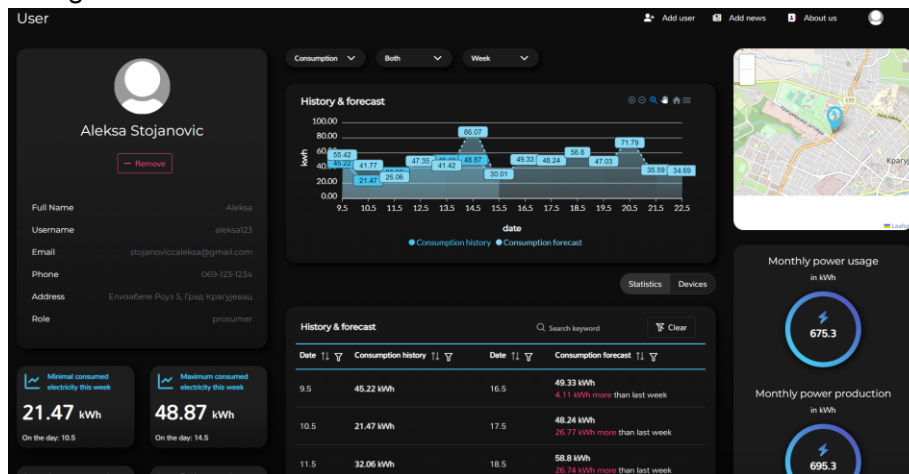 User
Add user
Add news
About us
Aleksa Stojanovic
Remove
Full Name Aleksa
Username aleksa123
Email stojanoviccaleksa@gmail.com
Phone 069-123-1234
Address Елизабете Роуз 5, Град Крагујевац
Role prosumer
Minimal consumed
electricity this week
21.47 kWh
On the day: 10.5
Maximum consumed
electricity this week
48.87 kWh
On the day: 14.5
Consumption Both Week
History & forecast
kwh
100.00
80.00
60.00
40.00
20.00
0.00
55.42
45.22
41.77
21.47
26.06
47.35
41.42
86.07
48.87
30.01
49.33
48.24
58.8
47.03
71.79
35.59
34.69
9.5 10.5 11.5 12.5 13.5 14.5 15.5 16.5 17.5 18.5 19.5 20.5 21.5 22.5
date
Consumption history Consumption forecast
Statistics Devices
History & forecast
Search keyword
Clear
Date Consumption history Date Consumption forecast
9.5 45.22 kWh 16.5 49.33 kWh
4.11 kWh more than last week
10.5 21.47 kWh 17.5 48.24 kWh
26.77 kWh more than last week
11.5 32.06 kWh 18.5 58.8 kWh
26.74 kWh more than last week
177
Leafle
Monthly power usage
in kWh
675.3
Monthly power production
in kWh
695.3